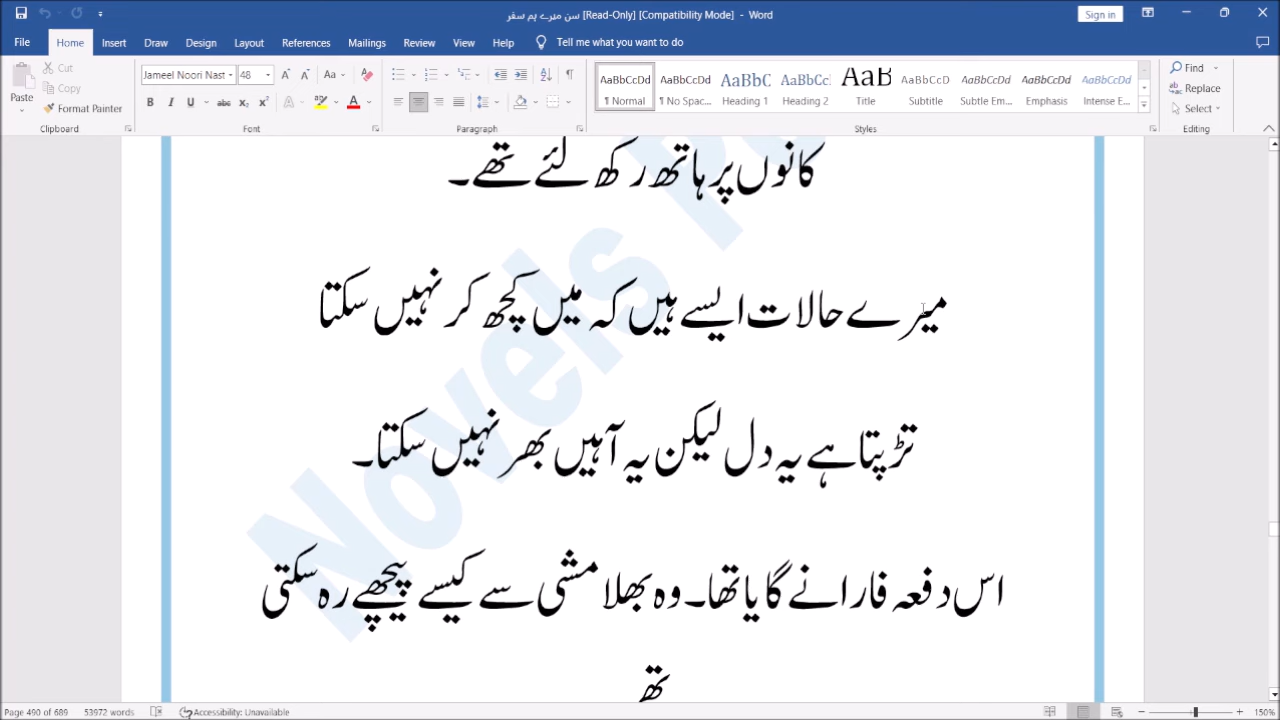 سن میرے ہم سفر [Read-Only] [Compatibility Mode] - Word
Sign in
File Home Insert Draw Design Layout References Mailings Review View Help Tell me what you want to do
Paste
Cut
Copy
Format Painter
Clipboard
Jameel Noori Nast 48
Font
Paragraph
AaBbCcDd AaBbCcDd AaBbC AaBbCc AaB AaBbCcD AaBbCcDd AaBbCcDd AaBbCcDd
¶ Normal ¶ No Spac... Heading 1 Heading 2 Title Subtitle Subtle Em... Emphasis Intense E...
Styles
Find
Replace
Select
Editing
کانوں پر ہاتھ رکھ لئے تھے۔
میرے حالات ایسے ہیں کہ میں کچھ کر نہیں سکتا
تڑپتا ہے یہ دل لیکن یہ آہیں بھر نہیں سکتا۔
اس دفعہ فارا نے گایا تھا۔ وہ بھلا مشی سے کیسے پیچھے رہ سکتی
Novels
Page 490 of 689 53972 words Accessibility: Unavailable 150%